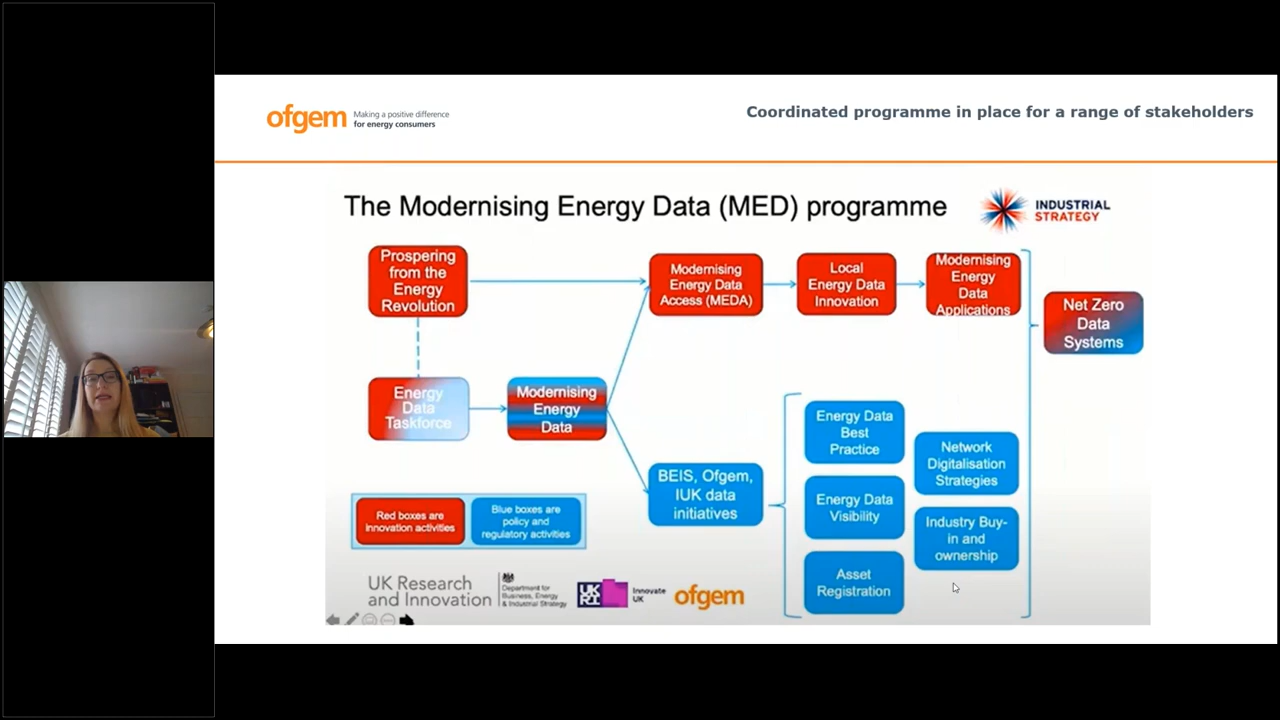 ofgem
Making a positive difference
for energy consumers
Coordinated programme in place for a range of stakeholders
The Modernising Energy Data (MED) programme
INDUSTRIAL
STRATEGY
Prospering
from the
Energy
Revolution
Modernising
Energy Data
Access (MEDA)
Local
Energy Data
Innovation
Modernising
Energy
Data
Applications
Net Zero
Data
Systems
Energy
Data
Taskforce
Modernising
Energy
Data
BEIS, Ofgem,
IUK data
initiatives
Energy Data
Best
Practice
Network
Digitalisation
Strategies
Energy Data
Visibility
Industry Buy-
in and
ownership
Asset
Registration
Red boxes are
innovation activities
Blue boxes are
policy and
regulatory activities
UK Research
and Innovation
Department for
Business, Energy
& Industrial Strategy
UK
RI
Innovate
UK
ofgem